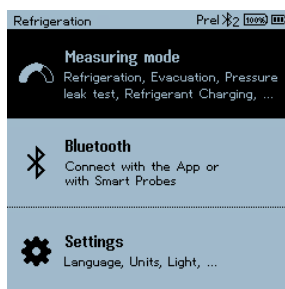 Refrigeration Prel 2 100%
Measuring mode
Refrigeration, Evacuation, Pressure
leak test, Refrigerant Charging, ...
Bluetooth
Connect with the App or
with Smart Probes
Settings
Language, Units, Light, ...